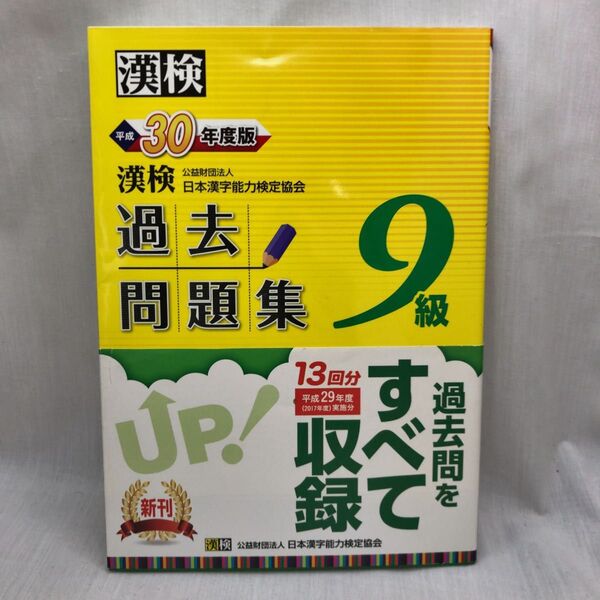 漢検
平成30年度版
漢検 公益財団法人 日本漢字能力検定協会
過去
問題集
9級
UP!
新刊
13回分
平成29年度
(2017年度)実施分
過去問を
すべて
収録
漢検 公益財団法人 日本漢字能力検定協会